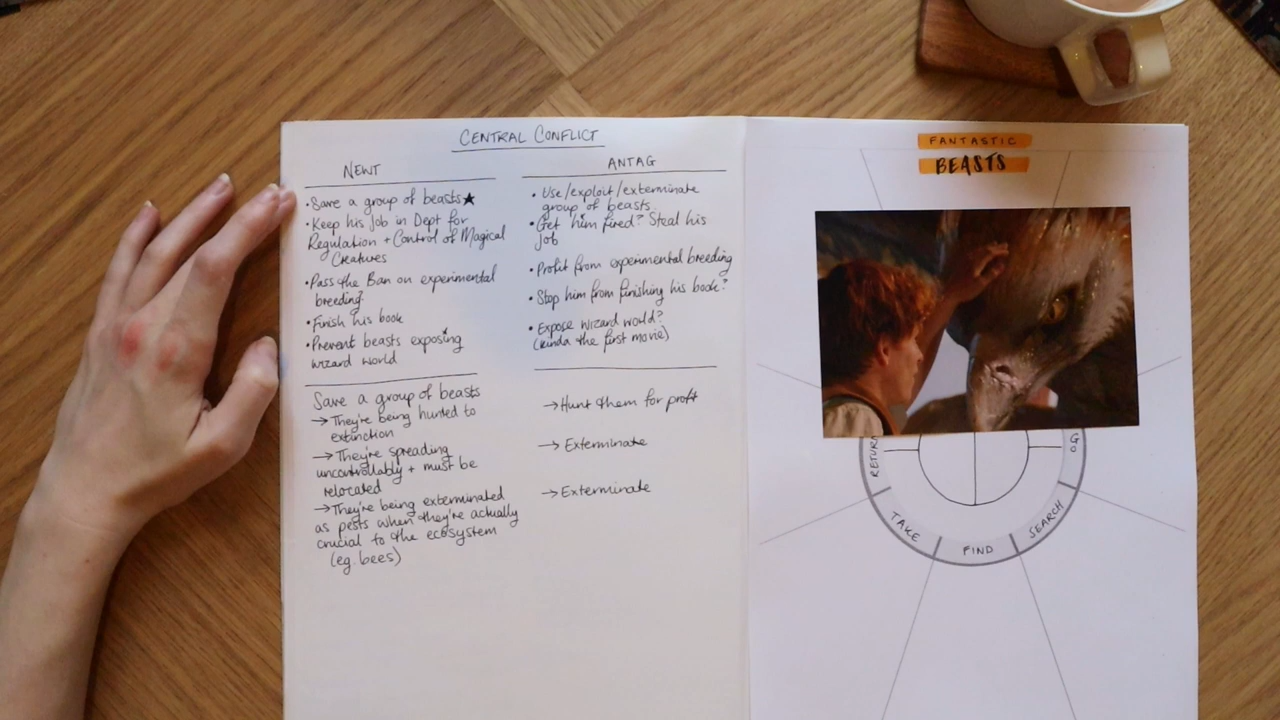 CENTRAL CONFLICT
NEWT
• Save a group of beasts★
• Keep his job in Dept for
Regulation + Control of Magical
Creatures
• Pass the Ban on experimental
breeding?
• Finish his book
• Prevent beasts exposing
wizard world
Save a group of beasts
→ They're being hunted to
extinction
→ They're spreading
uncontrollably + must be
relocated
→ They're being exterminated
as pests when they're actually
crucial to the ecosystem
(eg. bees)
ANTAG
• Use/exploit/exterminate
group of beasts
• Get him fired? Steal his
job
• Profit from experimental breeding
• Stop him from finishing his book?
• Expose wizard world?
(kinda the first movie)
→ Hunt them for profit
→ Exterminate
→ Exterminate
FANTASTIC
BEASTS
RETURN
TAKE
FIND
SEARCH
GO